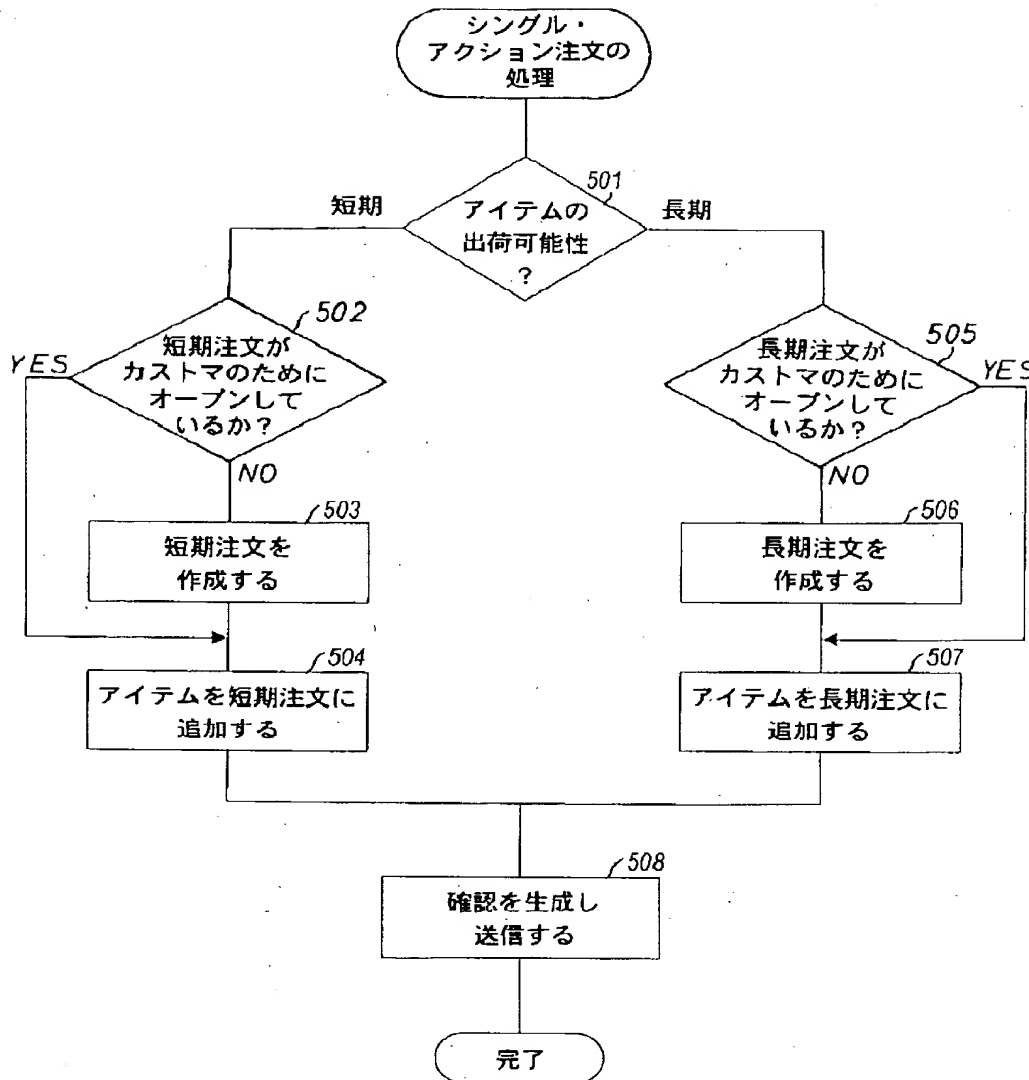 シングル・
アクション注文の
処理
501
短期
アイテムの
出荷可能性
?
長期
502
YES
短期注文が
カストマのために
オープンして
いるか?
NO
503
短期注文を
作成する
504
アイテムを短期注文に
追加する
505
YES
長期注文が
カストマのために
オープンして
いるか?
NO
506
長期注文を
作成する
507
アイテムを長期注文に
追加する
508
確認を生成し
送信する
完了